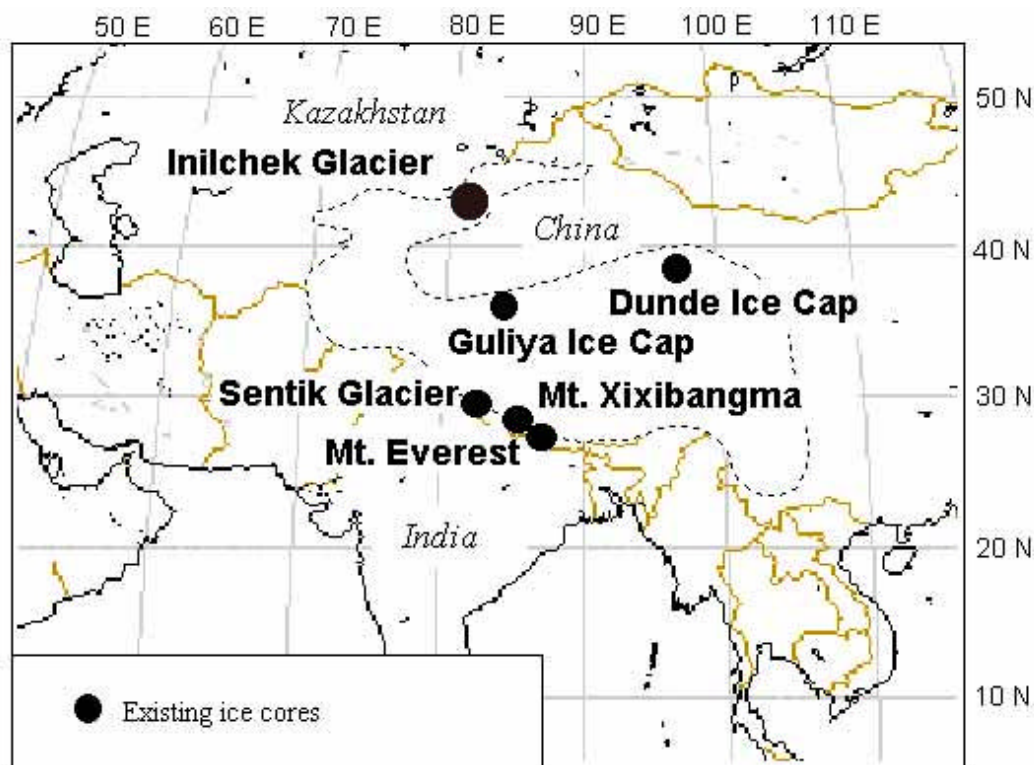 50 E 60 E 70 E 80 E 90 E 100 E 110 E
50 N
Kazakhstan
Inilchek Glacier
China
40 N
Dunde Ice Cap
Guliya Ice Cap
Sentik Glacier
Mt. Xixibangma
30 N
Mt. Everest
India
20 N
10 N
Existing ice cores